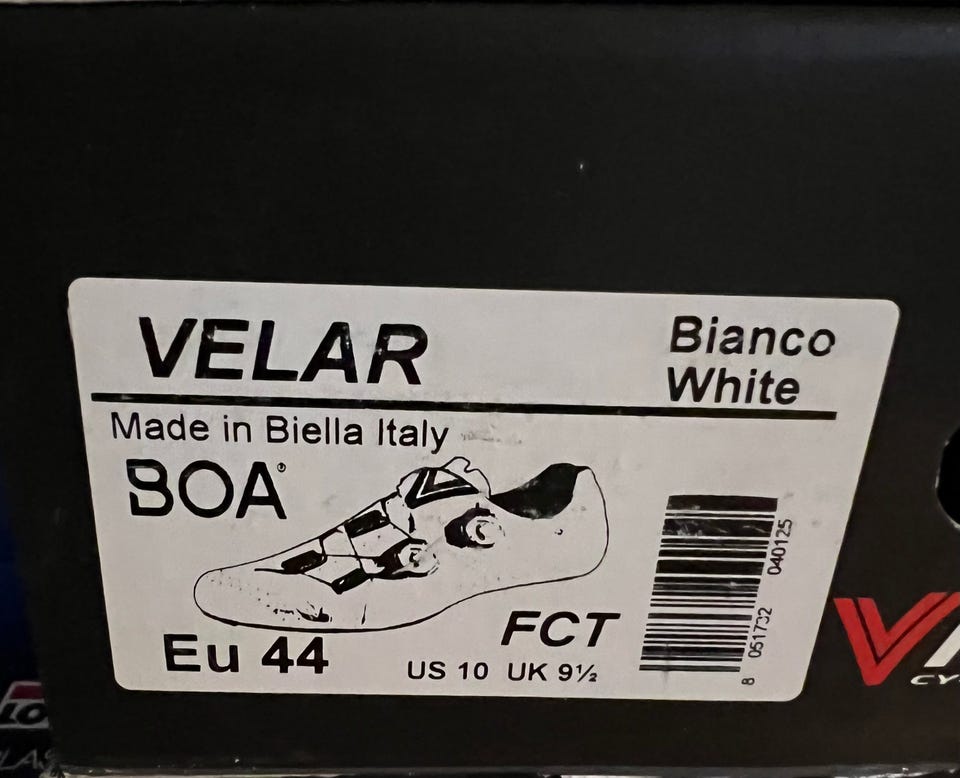 VELAR
Bianco
White
Made in Biella Italy
BOA®
FCT
Eu 44
US 10 UK 9½
8 051732 040125
LO